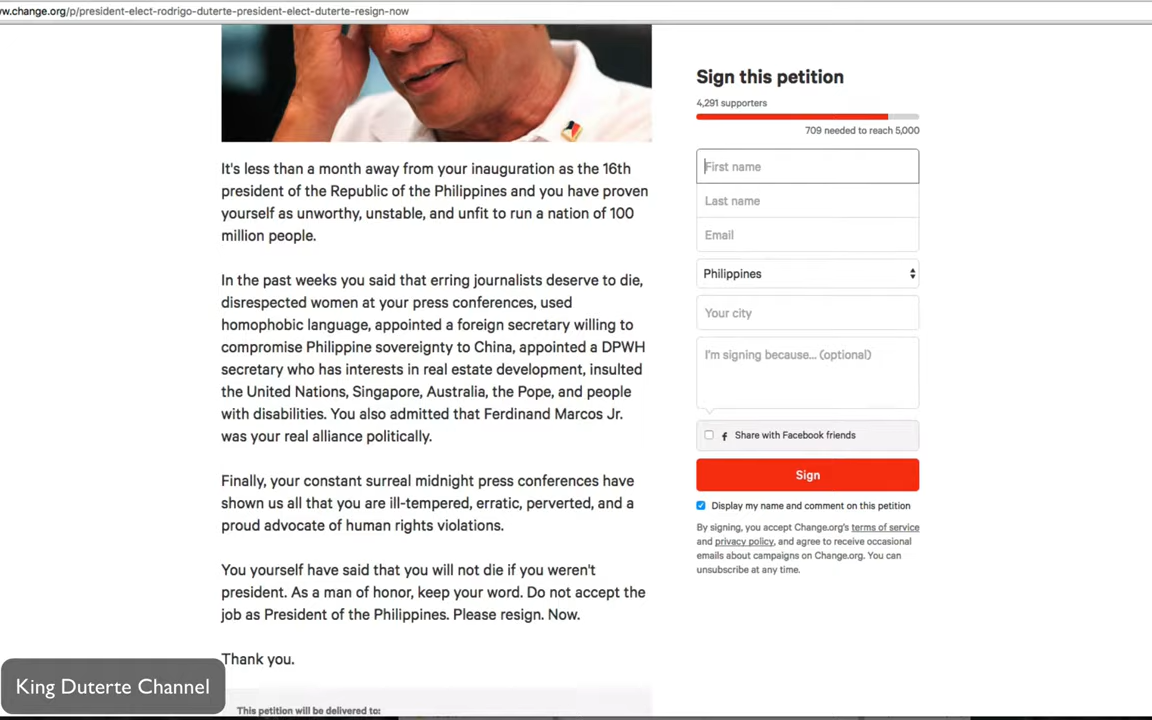 w.change.org/p/president-elect-rodrigo-duterte-president-elect-duterte-resign-now
It's less than a month away from your inauguration as the 16th
president of the Republic of the Philippines and you have proven
yourself as unworthy, unstable, and unfit to run a nation of 100
million people.
In the past weeks you said that erring journalists deserve to die,
disrespected women at your press conferences, used
homophobic language, appointed a foreign secretary willing to
compromise Philippine sovereignty to China, appointed a DPWH
secretary who has interests in real estate development, insulted
the United Nations, Singapore, Australia, the Pope, and people
with disabilities. You also admitted that Ferdinand Marcos Jr.
was your real alliance politically.
Finally, your constant surreal midnight press conferences have
shown us all that you are ill-tempered, erratic, perverted, and a
proud advocate of human rights violations.
You yourself have said that you will not die if you weren't
president. As a man of honor, keep your word. Do not accept the
job as President of the Philippines. Please resign. Now.
Thank you.
This petition will be delivered to:
Sign this petition
4,291 supporters
709 needed to reach 5,000
First name
Last name
Email
Philippines
Your city
I'm signing because... (optional)
Share with Facebook friends
Sign
Display my name and comment on this petition
By signing, you accept Change.org's terms of service
and privacy policy, and agree to receive occasional
emails about campaigns on Change.org. You can
unsubscribe at any time.
King Duterte Channel